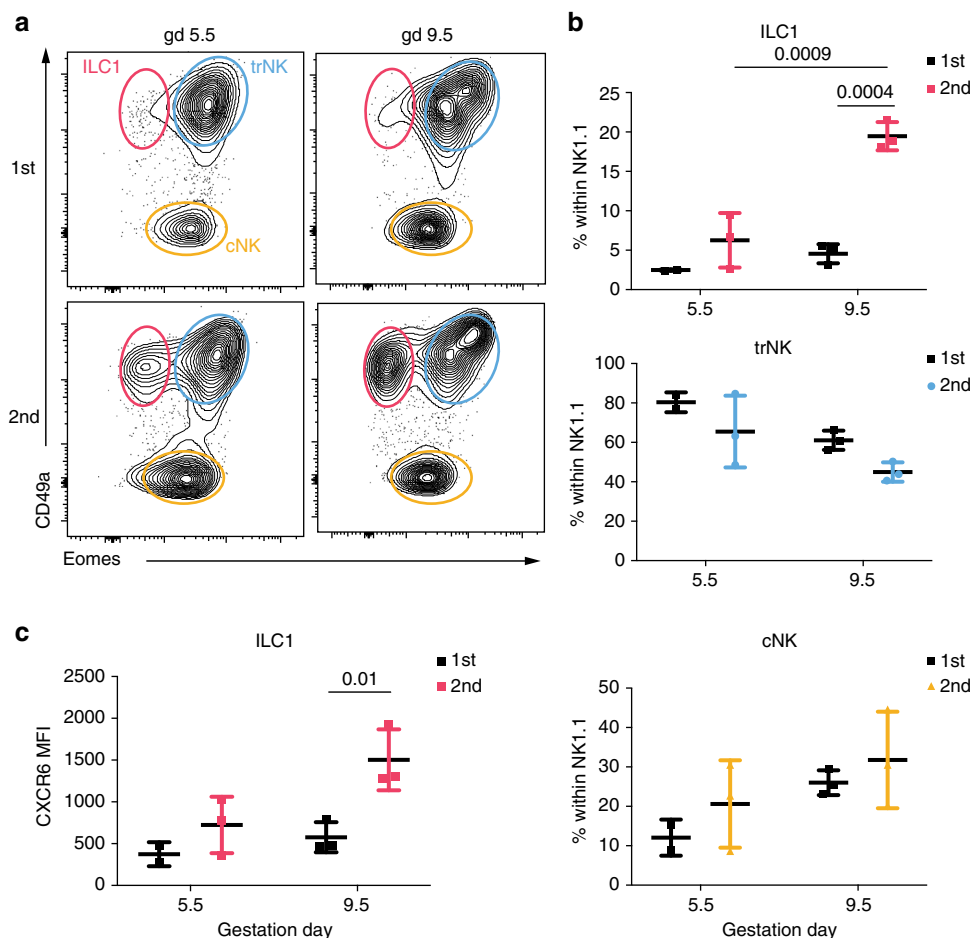 a
gd 5.5
gd 9.5
ILC1
trNK
1st
cNK
2nd
CD49a
Eomes
b
ILC1
0.0009
0.0004
1st
2nd
% within NK1.1
25
20
15
10
5
0
5.5
9.5
trNK
1st
2nd
% within NK1.1
100
80
60
40
20
0
5.5
9.5
c
ILC1
1st
2nd
0.01
CXCR6 MFI
2500
2000
1500
1000
500
0
5.5
9.5
Gestation day
cNK
1st
2nd
% within NK1.1
50
40
30
20
10
0
5.5
9.5
Gestation day